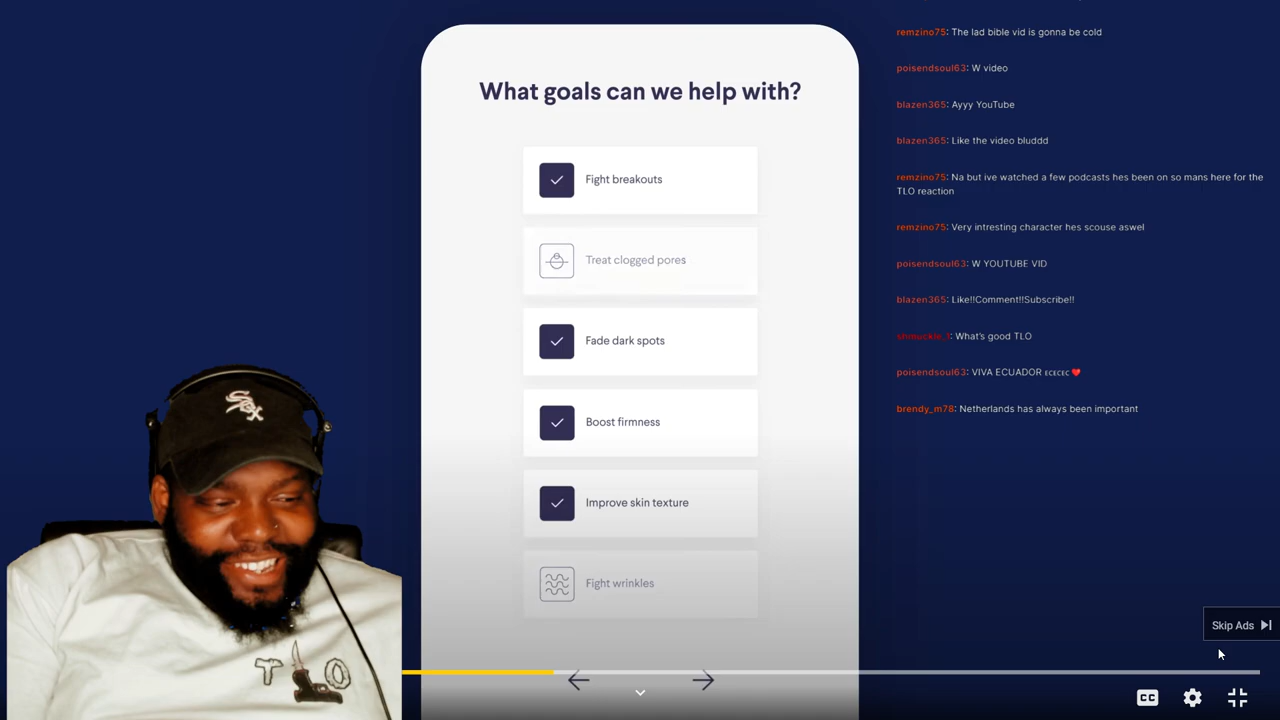 What goals can we help with?
Fight breakouts
Treat clogged pores
Fade dark spots
Boost firmness
Improve skin texture
Fight wrinkles
remzino75: The lad bible vid is gonna be cold
poisendsoul63: W video
blazen365: Ayyy YouTube
blazen365: Like the video bluddd
remzino75: Na but ive watched a few podcasts hes been on so mans here for the
TLO reaction
remzino75: Very intresting character hes scouse aswel
poisendsoul63: W YOUTUBE VID
blazen365: Like!!Comment!!Subscribe!!
What's good TLO
poisendsoul63: VIVA ECUADOR ᴇᴄᴇᴄᴇᴄ ❤️
brendy_m78: Netherlands has always been important
Skip Ads
CC
Sox
TLO